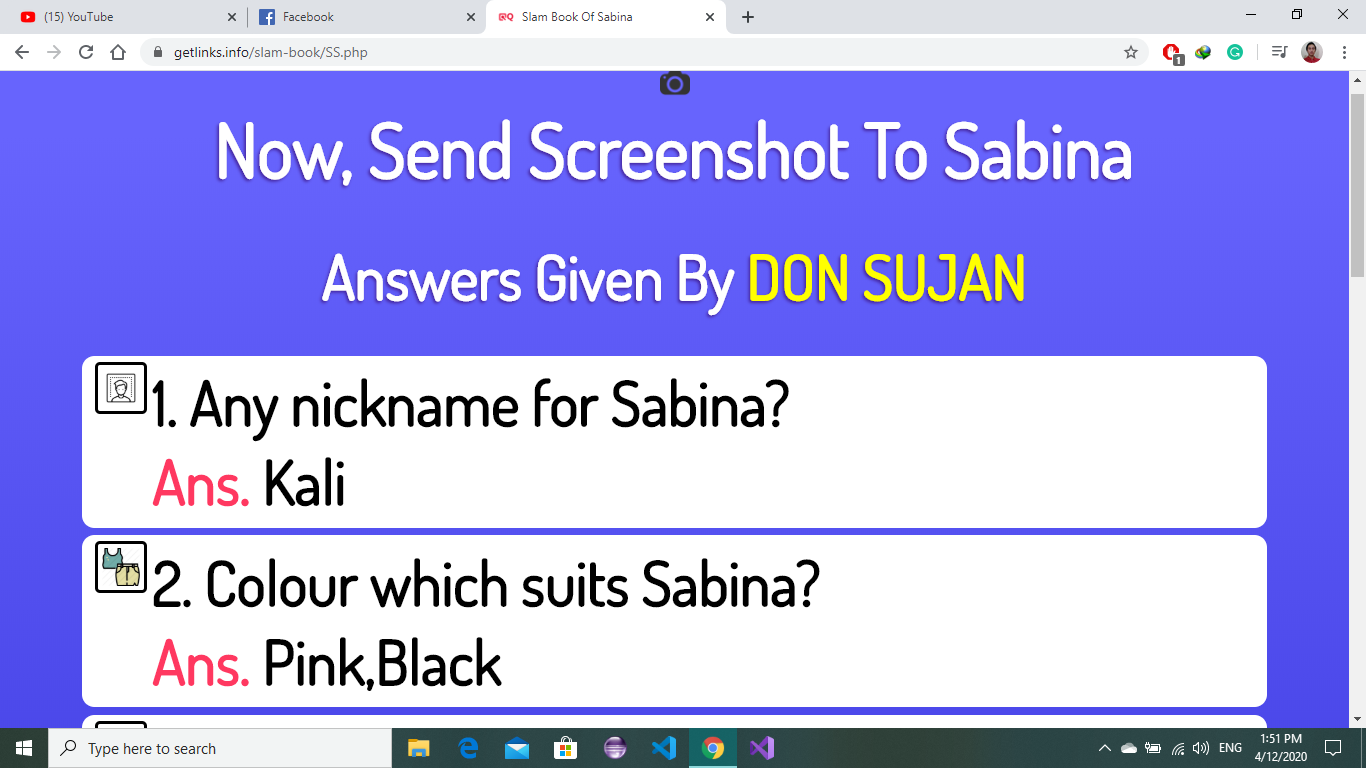 (15) YouTube
Facebook
Slam Book Of Sabina
getlinks.info/slam-book/SS.php
1
Now, Send Screenshot To Sabina
Answers Given By DON SUJAN
1. Any nickname for Sabina?
Ans. Kali
2. Colour which suits Sabina?
Ans. Pink,Black
Type here to search
ENG
1:51 PM
4/12/2020